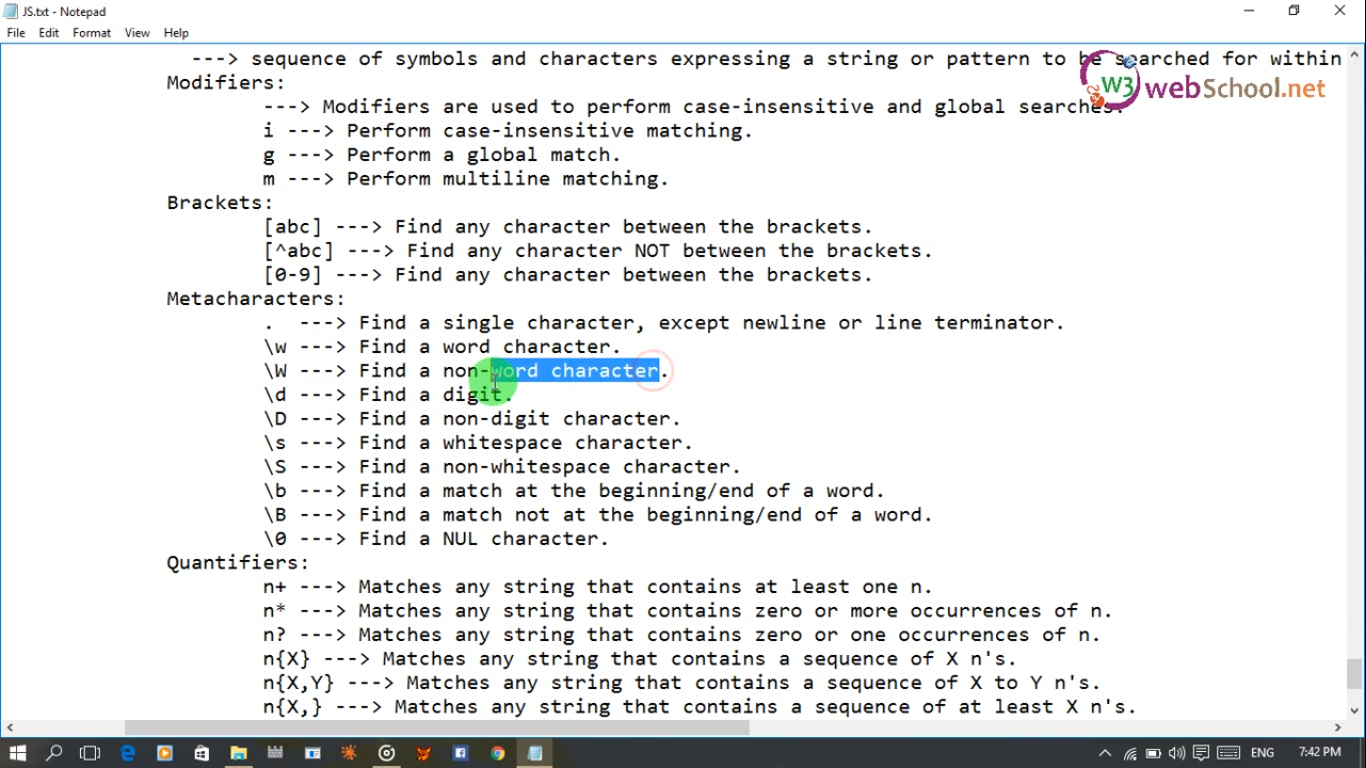 JS.txt - Notepad
File Edit Format View Help
---> sequence of symbols and characters expressing a string or pattern to be searched for within
W3 webSchool.net
Modifiers:
---> Modifiers are used to perform case-insensitive and global searches.
i ---> Perform case-insensitive matching.
g ---> Perform a global match.
m ---> Perform multiline matching.
Brackets:
[abc] ---> Find any character between the brackets.
[^abc] ---> Find any character NOT between the brackets.
[0-9] ---> Find any character between the brackets.
Metacharacters:
. ---> Find a single character, except newline or line terminator.
\w ---> Find a word character.
\W ---> Find a non-word character.
\d ---> Find a digit.
\D ---> Find a non-digit character.
\s ---> Find a whitespace character.
\S ---> Find a non-whitespace character.
\b ---> Find a match at the beginning/end of a word.
\B ---> Find a match not at the beginning/end of a word.
\0 ---> Find a NUL character.
Quantifiers:
n+ ---> Matches any string that contains at least one n.
n* ---> Matches any string that contains zero or more occurrences of n.
n? ---> Matches any string that contains zero or one occurrences of n.
n{X} ---> Matches any string that contains a sequence of X n's.
n{X,Y} ---> Matches any string that contains a sequence of X to Y n's.
n{X,} ---> Matches any string that contains a sequence of at least X n's.
ENG 7:42 PM